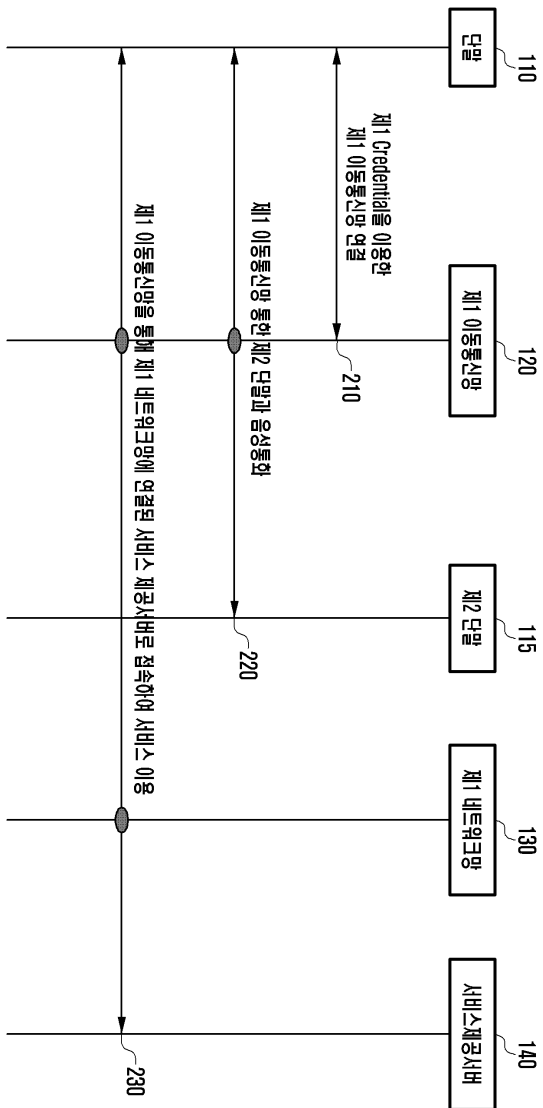 110
단말
120
제1 이동통신망
115
제2 단말
130
제1 네트워크망
140
서비스제공서버
제1 Credential을 이용한
제1 이동통신망 연결
210
제1 이동통신망 통한 제2 단말과 음성통화
220
제1 이동통신망을 통해 제1 네트워크망에 연결된 서비스 제공서버로 접속하여 서비스 이용
230